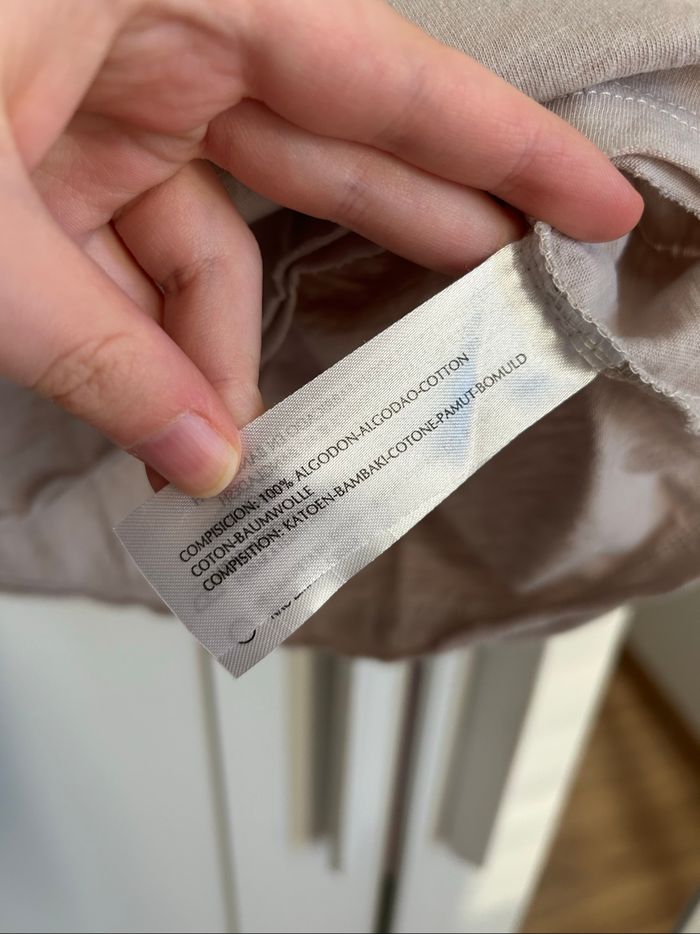 COMPISICION: 100% ALGODON-ALGODAO-COTTON
COTON-BAUMWOLLE
COMPISITION: KATOEN-BAMBAKI-COTONE-PAMUT-BOMULD